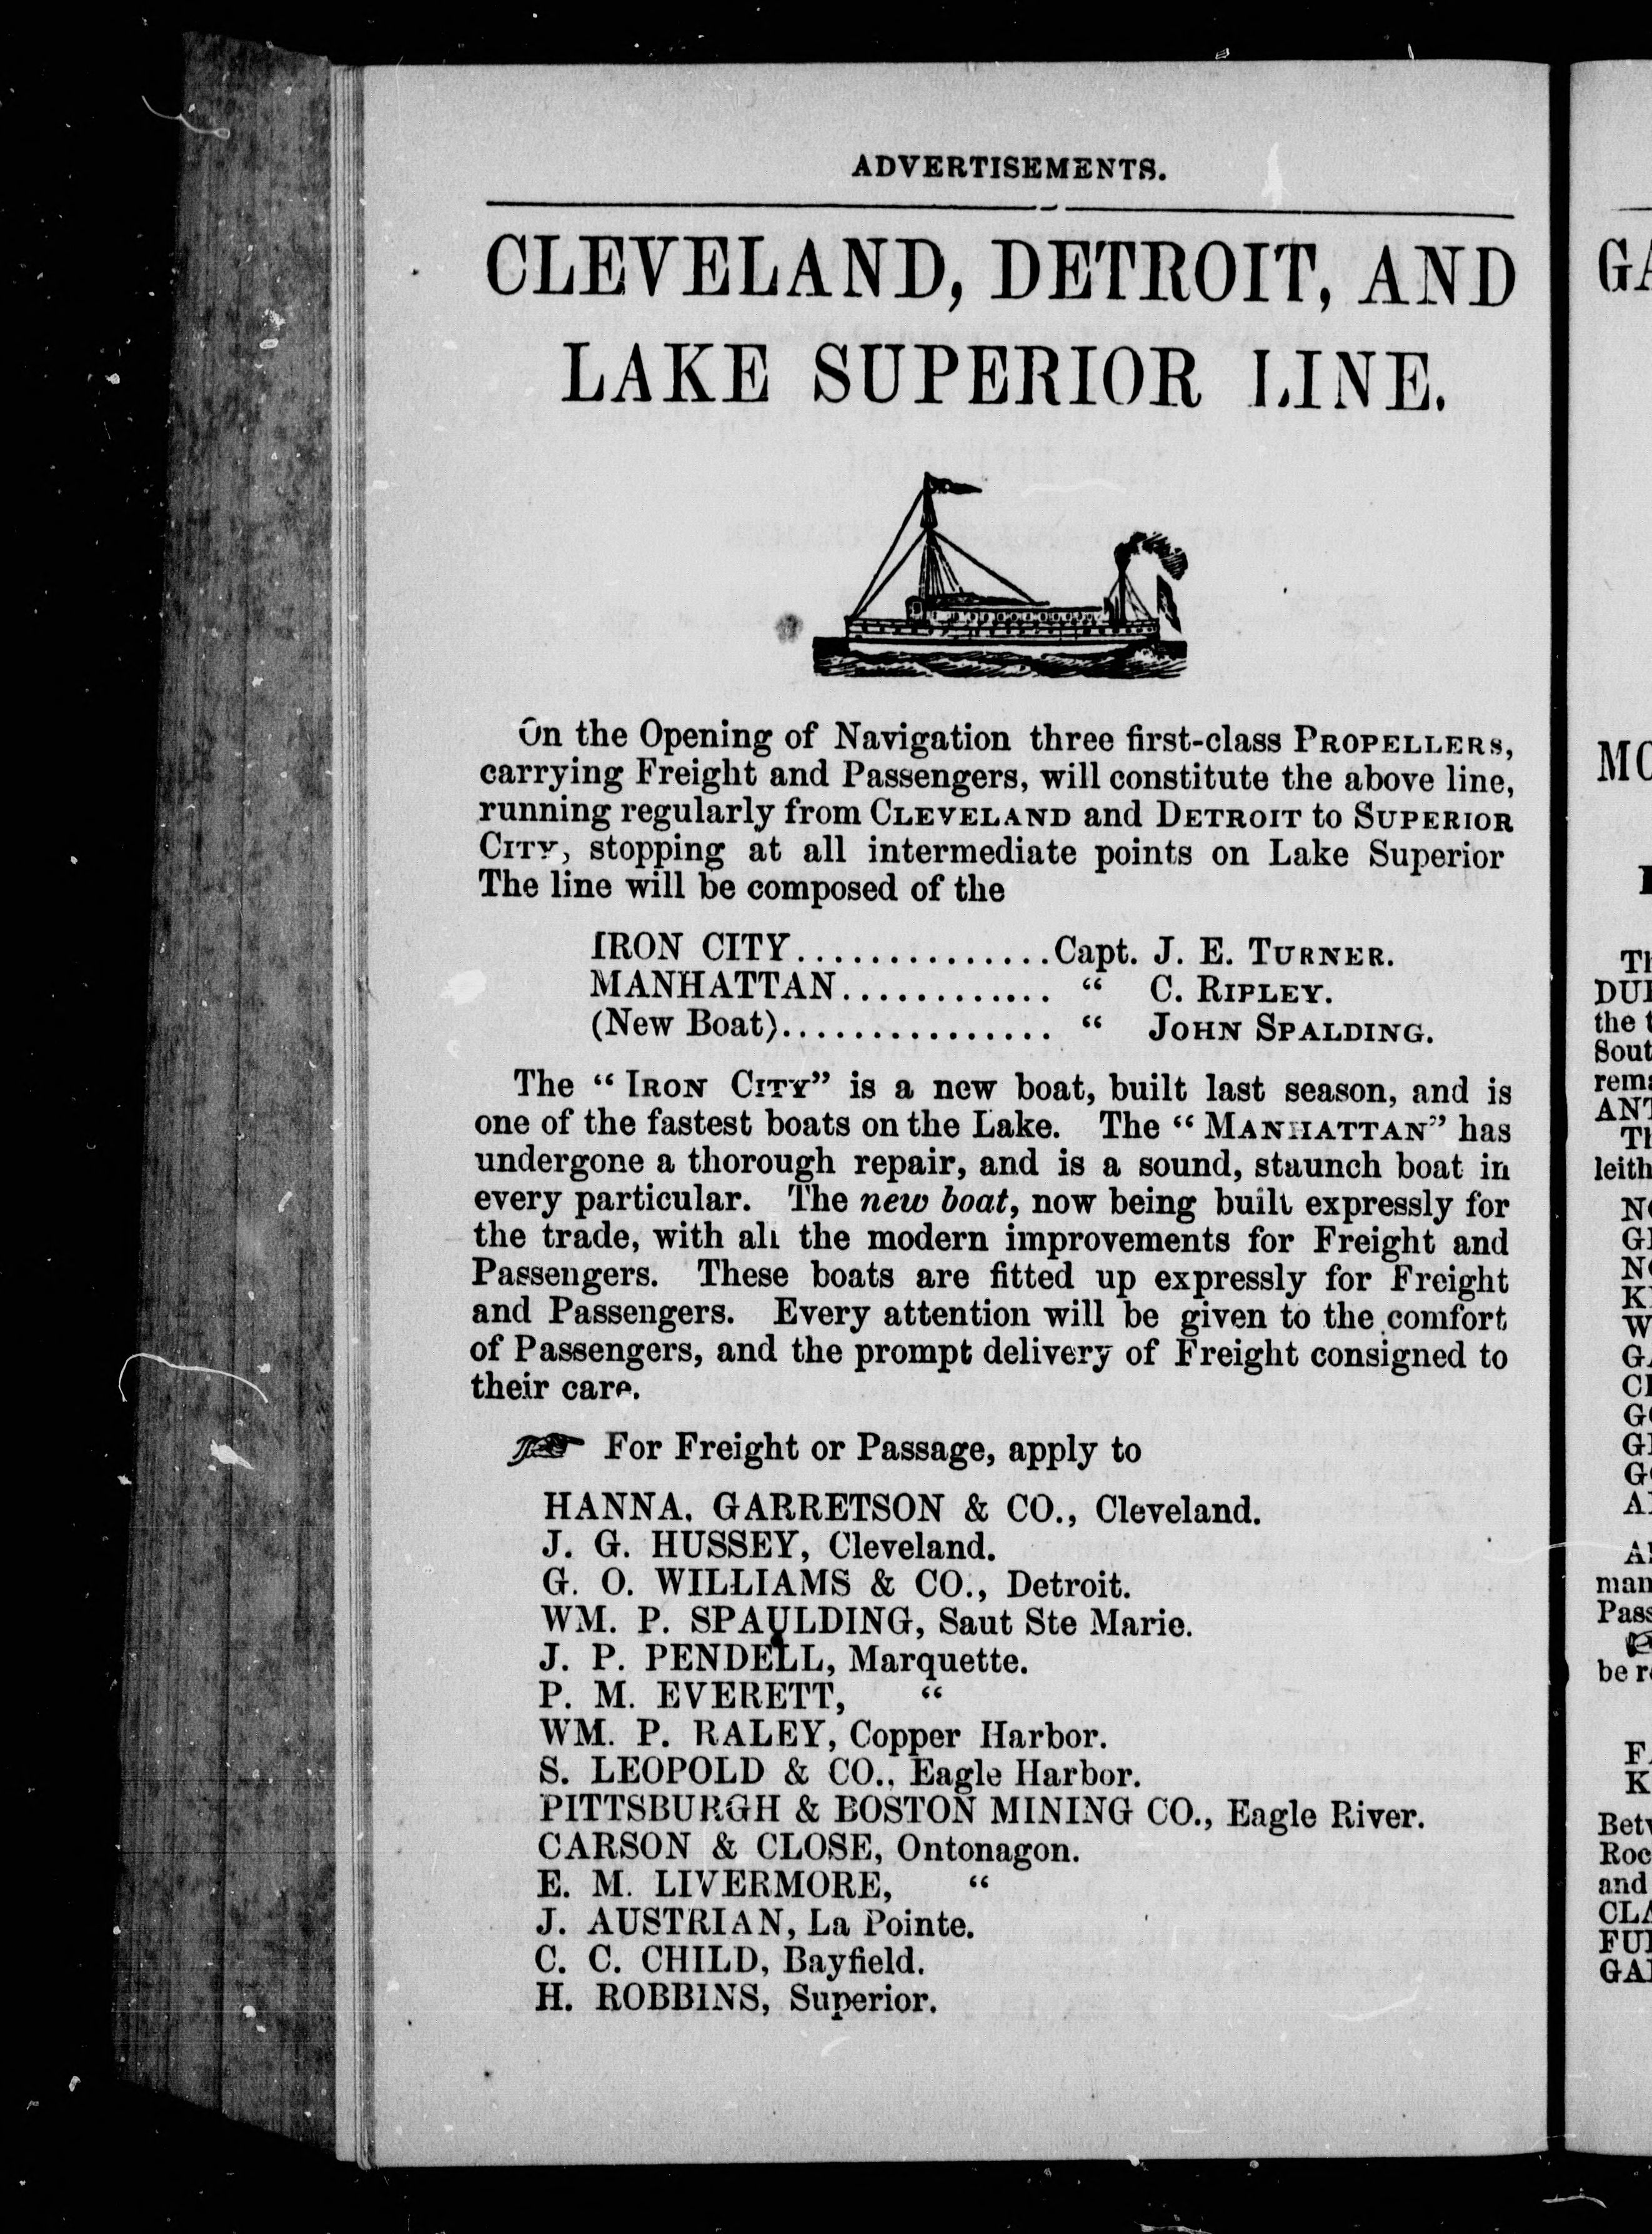 ADVERTISEMENTS.
CLEVELAND, DETROIT, AND
LAKE SUPERIOR LINE.
On the Opening of Navigation three first-class PROPELLERS,
carrying Freight and Passengers, will constitute the above line,
running regularly from CLEVELAND and DETROIT to SUPERIOR
CITY, stopping at all intermediate points on Lake Superior
The line will be composed of the
IRON CITY...............Capt. J. E. TURNER.
MANHATTAN............ “ C. RIPLEY.
(New Boat)................ “ JOHN SPALDING.
The “ IRON CITY” is a new boat, built last season, and is
one of the fastest boats on the Lake. The “ MANHATTAN” has
undergone a thorough repair, and is a sound, staunch boat in
every particular. The new boat, now being built expressly for
the trade, with all the modern improvements for Freight and
Passengers. These boats are fitted up expressly for Freight
and Passengers. Every attention will be given to the comfort
of Passengers, and the prompt delivery of Freight consigned to
their care.
☞ For Freight or Passage, apply to
HANNA, GARRETSON & CO., Cleveland.
J. G. HUSSEY, Cleveland.
G. O. WILLIAMS & CO., Detroit.
WM. P. SPAULDING, Saut Ste Marie.
J. P. PENDELL, Marquette.
P. M. EVERETT, “
WM. P. RALEY, Copper Harbor.
S. LEOPOLD & CO., Eagle Harbor.
PITTSBURGH & BOSTON MINING CO., Eagle River.
CARSON & CLOSE, Ontonagon.
E. M. LIVERMORE, “
J. AUSTRIAN, La Pointe.
C. C. CHILD, Bayfield.
H. ROBBINS, Superior.